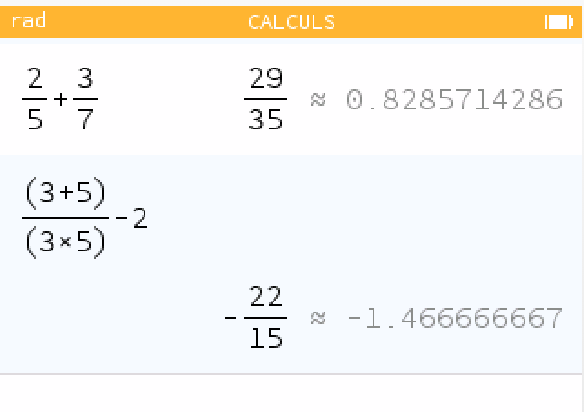 rad CALCULS
2/5+3/7 29/35 ≈ 0.8285714286
(3+5)/(3×5)-2
-22/15 ≈ -1.466666667